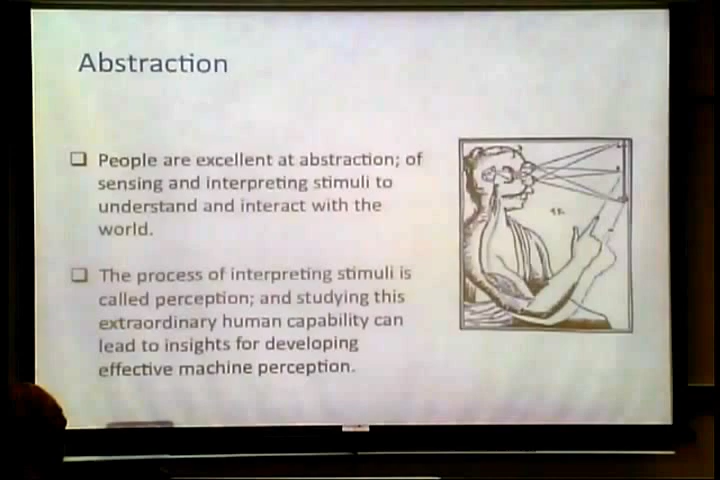 Abstraction
❑ People are excellent at abstraction; of
sensing and interpreting stimuli to
understand and interact with the
world.
❑ The process of interpreting stimuli is
called perception; and studying this
extraordinary human capability can
lead to insights for developing
effective machine perception.